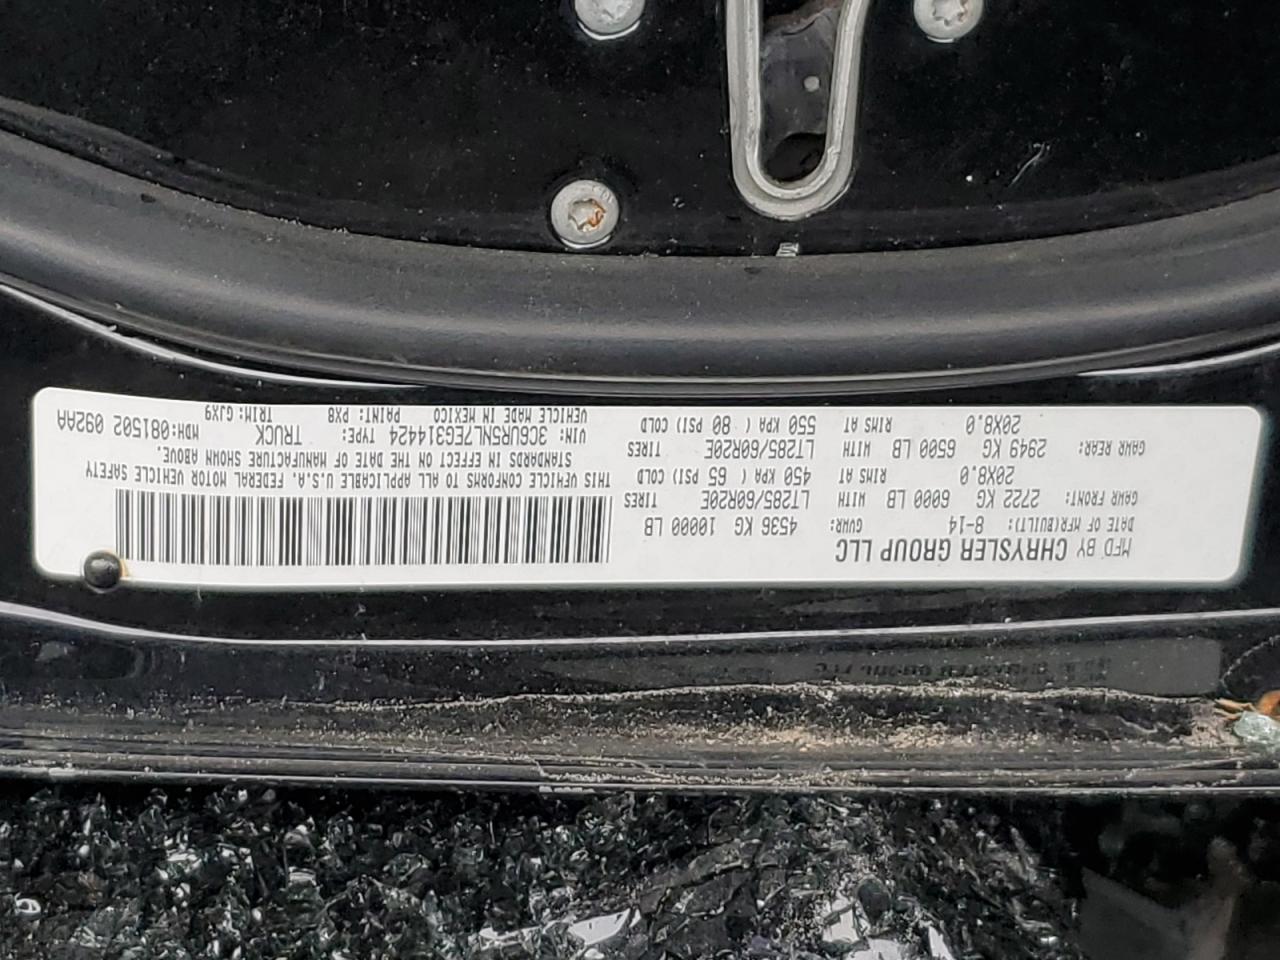 MFD BY CHRYSLER GROUP LLC
DATE OF MFR(BUILT): 8-14 GVWR: 4536 KG 10000 LB
GAWR FRONT: 2722 KG 6000 LB WITH LT285/60R20E TIRES
20X8.0 RIMS AT 450 KPA ( 65 PSI) COLD
GAWR REAR: 2949 KG 6500 LB WITH LT285/60R20E TIRES
20X8.0 RIMS AT 550 KPA ( 80 PSI) COLD
THIS VEHICLE CONFORMS TO ALL APPLICABLE U.S.A. FEDERAL MOTOR VEHICLE SAFETY
STANDARDS IN EFFECT ON THE DATE OF MANUFACTURE SHOWN ABOVE.
VIN: 3C6UR5NL7EG314424 TYPE: TRUCK MDH: 081502 092AA
VEHICLE MADE IN MEXICO PAINT: PX8 TRIM: GJX9